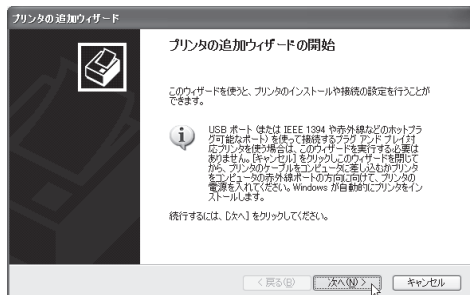 プリンタの追加ウィザード
プリンタの追加ウィザードの開始
このウィザードを使うと、プリンタのインストールや接続の設定を行うことが
できます。
USB ポート (または IEEE 1394 や赤外線などのホットプラ
グ可能なポート) を使って接続するプラグ アンド プレイ対
応プリンタを使う場合は、このウィザードを実行する必要は
ありません。[キャンセル] をクリックしこのウィザードを閉じて
から、プリンタのケーブルをコンピュータに差し込むかプリンタ
をコンピュータの赤外線ポートの方向に向けて、プリンタの
電源を入れてください。Windows が自動的にプリンタをイン
ストールします。
続行するには、[次へ] をクリックしてください。
< 戻る(B)
次へ(N) >
キャンセル